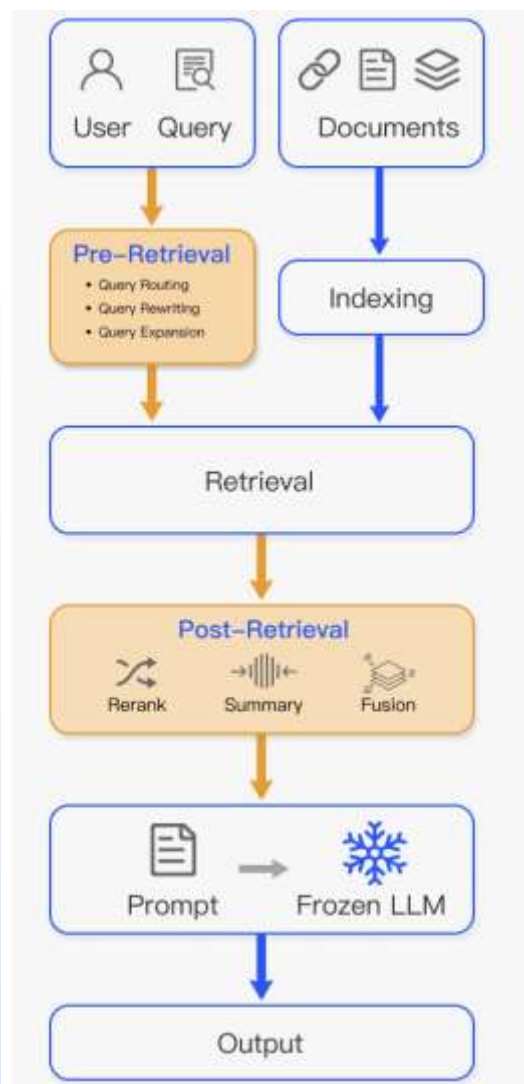 User Query
Documents
Pre-Retrieval
• Query Routing
• Query Rewriting
• Query Expansion
Indexing
Retrieval
Post-Retrieval
Rerank Summary Fusion
Prompt Frozen LLM
Output